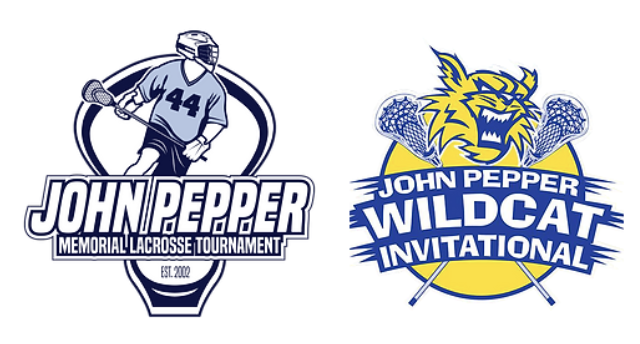 44
JOHN PEPPER
MEMORIAL LACROSSE TOURNAMENT
EST. 2002
JOHN PEPPER
WILDCAT
INVITATIONAL